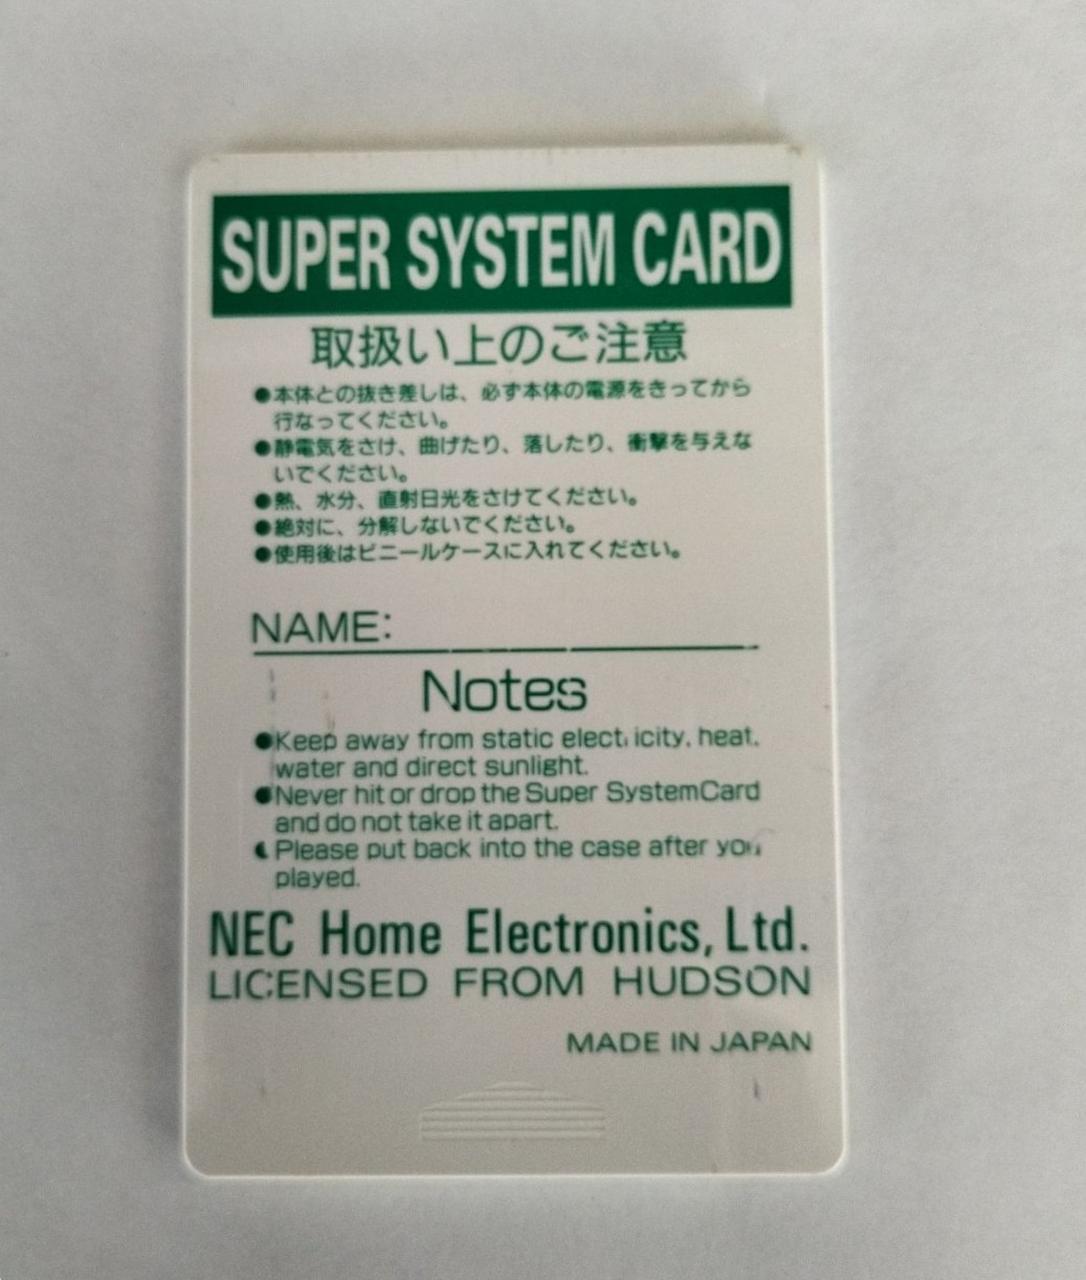 SUPER SYSTEM CARD
取扱い上のご注意
●本体との抜き差しは、必ず本体の電源をきってから
行なってください。
●静電気をさけ、曲げたり、落したり、衝撃を与えな
いでください。
●熱、水分、直射日光をさけてください。
●絶対に、分解しないでください。
●使用後はビニールケースに入れてください。
NAME:
Notes
●Keep away from static electricity, heat,
water and direct sunlight.
●Never hit or drop the Super SystemCard
and do not take it apart.
●Please put back into the case after you
played.
NEC Home Electronics, Ltd.
LICENSED FROM HUDSON
MADE IN JAPAN